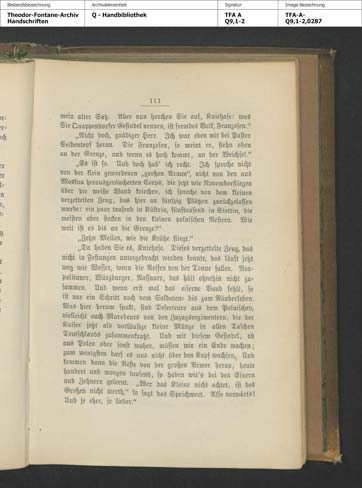 Bestandsbezeichnung
Theodor-Fontane-Archiv
Handschriften
Archivalieneinheit
Q - Handbibliothek
Signatur
TFA A
Q9,1-2
Image-Bezeichnung
TFA-A-
Q9,1-2,0287
111
mein alter Satz. Aber nun horchen Sie auf, Kniehase: was
Sie Quappendorfer Gesindel nennen, ist fremdes Volk, Franzosen."
„Nicht doch, gnädiger Herr. Ich war eben mit bei Pastor
Seidentopf heran. Die Franzosen, so meint er, stehn oben
an der Grenze, und wenn es hoch kommt, an der Weichsel."
„Es ist so. Und doch hab' ich recht. Ich spreche nicht
von der klein gewordenen „großen Armee", nicht von den aus
Moskau herausgeräucherten Corps, die jetzt wie Novemberfliegen
über die weiße Wand kriechen, ich spreche von dem kleinen
verzettelten Zeug, das hier an fünfzig Plätzen zurückgelassen
wurde: ein paar tausend in Küstrin, fünftausend in Stettin, die
meisten aber stecken in den kleinen polnischen Nestern. Wie
weit ist es bis an die Grenze?"
„Zehn Meilen, wie die Krähe fliegt."
„Da haben Sie es, Kniehase. Dieses verzettelte Zeug, das
nicht in Festungen untergebracht werden konnte, das läuft jetzt
weg wie Wasser, wenn die Reifen von der Tonne fallen. Nea-
politaner, Würzburger, Nassauer, das hält ohnehin nicht zu-
sammen. Und wenn erst mal das eiserne Band fehlt, so
ist nur ein Schritt noch vom Soldaten- bis zum Räuberleben.
Was hier herum spukt, sind Deserteure aus dem Polnischen,
vielleicht auch Marodeurs von den Zuzugsregimentern, die der
Kaiser jetzt als vorläufige kleine Münze in allen Taschen
Deutschlands zusammenkratzt. Und mit diesem Gesindel, ob
aus Polen oder sonst woher, müssen wir ein Ende machen;
zum wenigsten darf es uns nicht über den Kopf wachsen. Und
kommen dann die Reste von der großen Armee heran, heute
hundert und morgen tausend, so haben wir's bei den Einern
und Zehnern gelernt. „Wer das Kleine nicht achtet, ist des
Großen nicht werth," so sagt das Sprichwort. Also vorwärts!
Und je eher, je lieber."